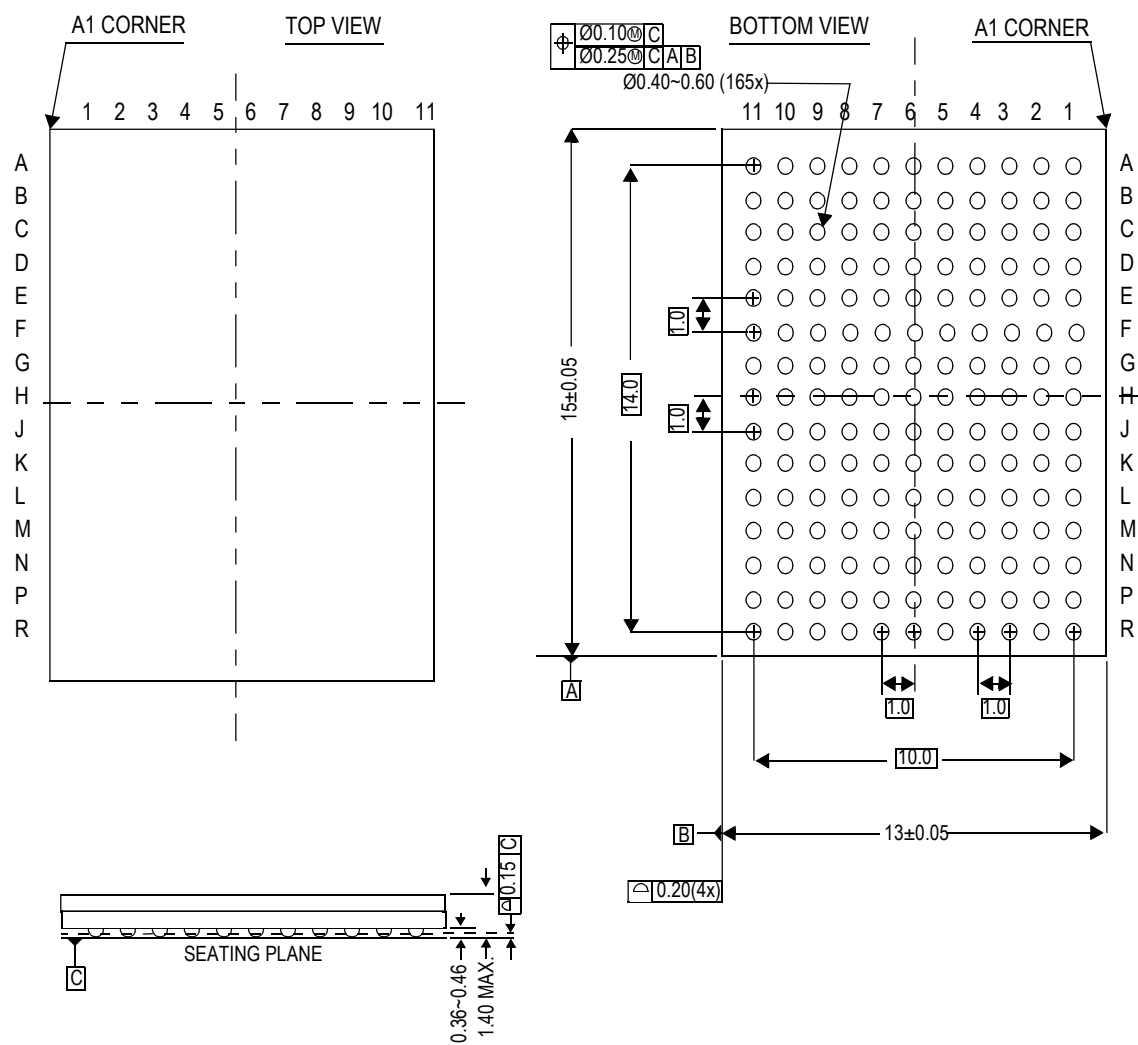 A1 CORNER
TOP VIEW
1 2 3 4 5 6 7 8 9 10 11
A
B
C
D
E
F
G
H
J
K
L
M
N
P
R
Ø0.10Ⓜ C
Ø0.25Ⓜ C A B
BOTTOM VIEW
A1 CORNER
Ø0.40~0.60 (165x)
11 10 9 8 7 6 5 4 3 2 1
A
B
C
D
E
F
G
H
J
K
L
M
N
P
R
1.0
1.0
14.0
15±0.05
A
1.0
1.0
10.0
B
13±0.05
0.20(4x)
0.15 C
SEATING PLANE
C
0.36~0.46
1.40 MAX.